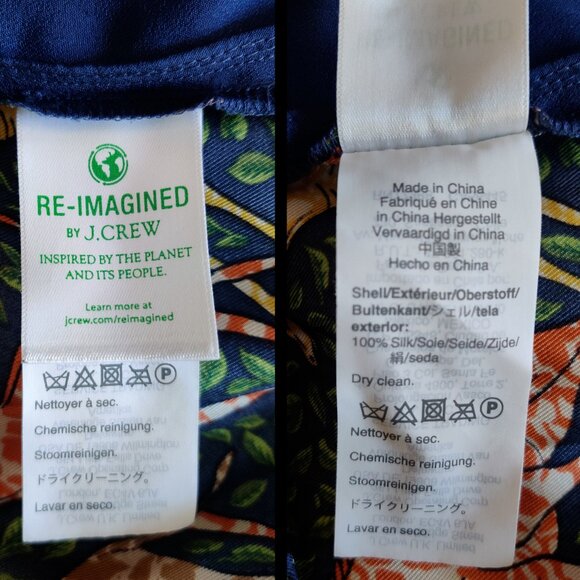 RE-IMAGINED
BY J.CREW
INSPIRED BY THE PLANET
AND ITS PEOPLE.
Learn more at
jcrew.com/reimagined
P
Nettoyer à sec.
Chemische reinigung.
Stoomreinigen.
ドライクリーニング。
Lavar en seco.
RE-IMAGINED
Made in China
Fabriqué en Chine
in China Hergestellt
Vervaardigd in China
中国製
Hecho en China
Shell/Extérieur/Oberstoff/
Buitenkant/シェル/tela
exterior:
100% Silk/Soie/Seide/Zijde/
絹/seda
Dry clean.
P
Nettoyer à sec.
Chemische reinigung.
Stoomreinigen.
ドライクリーニング。
Lavar en seco.